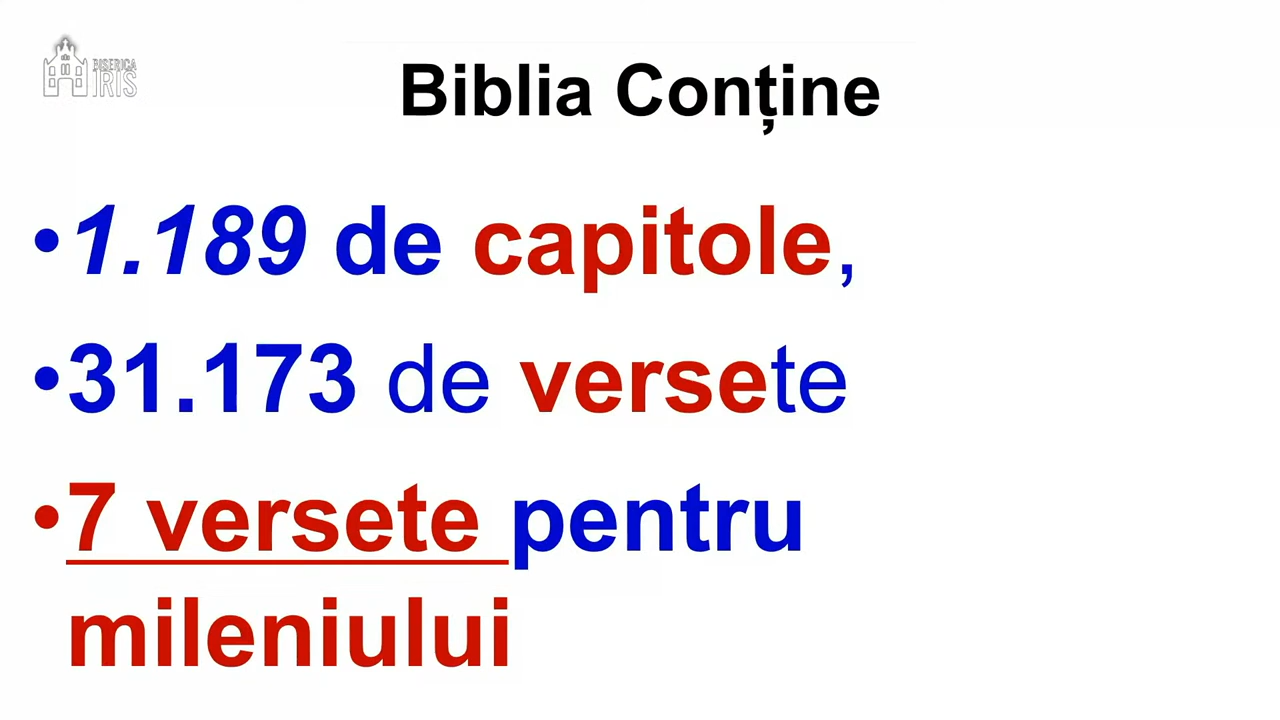 BISERICA
IRIS
Biblia Conține
•1.189 de capitole,
•31.173 de versete
•7 versete pentru
mileniului